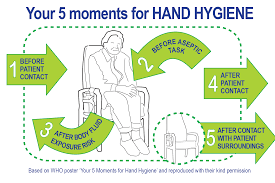 Your 5 moments for HAND HYGIENE
1 BEFORE
PATIENT
CONTACT
2 BEFORE ASEPTIC
TASK
3 AFTER BODY FLUID
EXPOSURE RISK
4 AFTER
PATIENT
CONTACT
5 AFTER CONTACT
WITH PATIENT
SURROUNDINGS
Based on WHO poster 'Your 5 Moments for Hand Hygiene' and reproduced with their kind permission